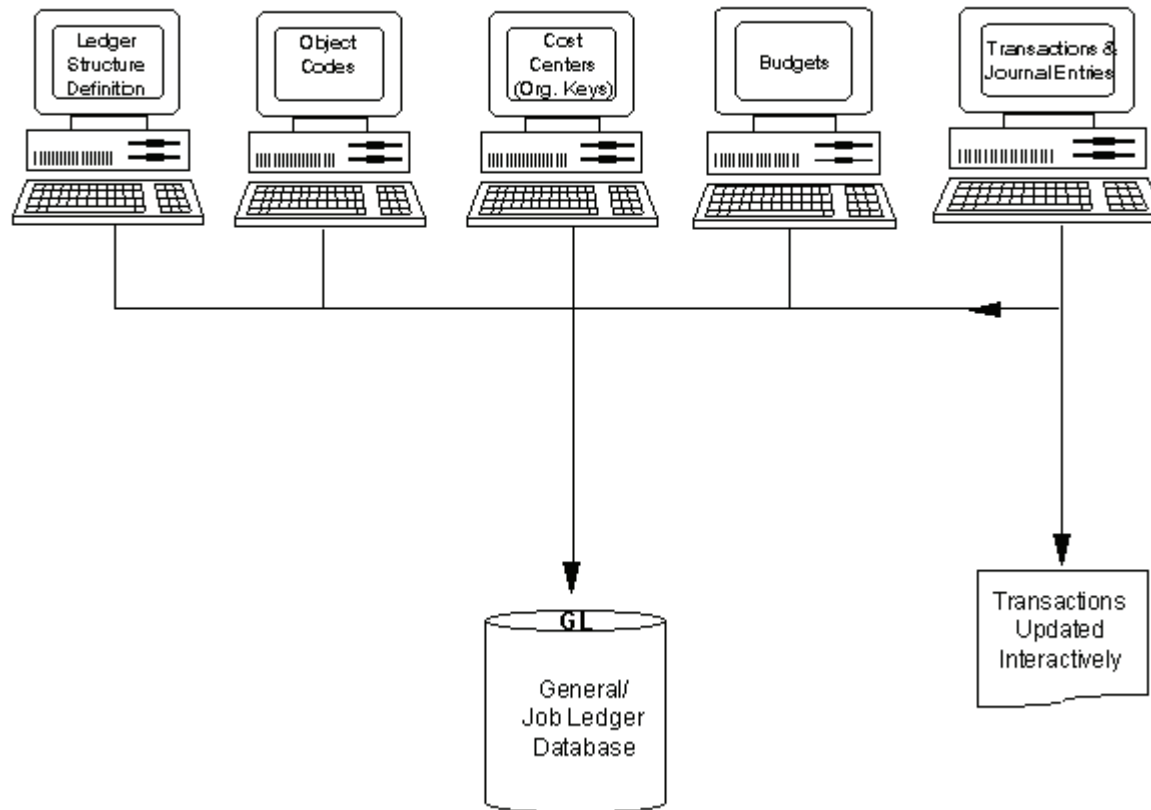 Ledger
Structure
Definition
Object
Codes
Cost
Centers
(Org. Keys)
Budgets
Transactions &
Journal Entries
GL
General/
Job Ledger
Database
Transactions
Updated
Interactively